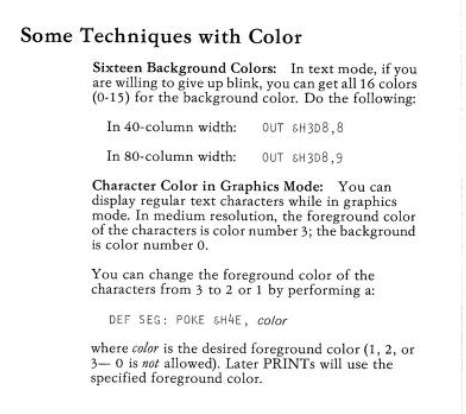 Some Techniques with Color
Sixteen Background Colors: In text mode, if you
are willing to give up blink, you can get all 16 colors
(0-15) for the background color. Do the following:
In 40-column width: OUT &H3D8,8
In 80-column width: OUT &H3D8,9
Character Color in Graphics Mode: You can
display regular text characters while in graphics
mode. In medium resolution, the foreground color
of the characters is color number 3; the background
is color number 0.
You can change the foreground color of the
characters from 3 to 2 or 1 by performing a:
DEF SEG: POKE &H4E, color
where color is the desired foreground color (1, 2, or
3— 0 is not allowed). Later PRINTs will use the
specified foreground color.